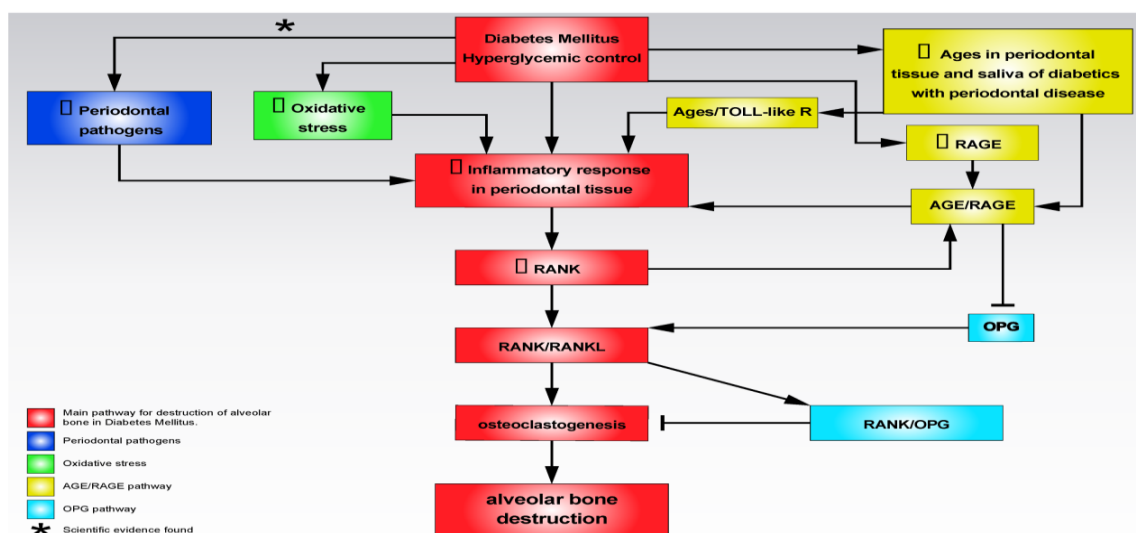 *
Diabetes Mellitus
Hyperglycemic control
▯ Ages in periodontal
tissue and saliva of diabetics
with periodontal disease
▯ Periodontal
pathogens
▯ Oxidative
stress
Ages/TOLL-like R
▯ RAGE
▯ Inflammatory response
in periodontal tissue
AGE/RAGE
▯ RANK
OPG
RANK/RANKL
osteoclastogenesis
RANK/OPG
alveolar bone
destruction
Main pathway for destruction of alveolar
bone in Diabetes Mellitus.
Periodontal pathogens
Oxidative stress
AGE/RAGE pathway
OPG pathway
* Scientific evidence found